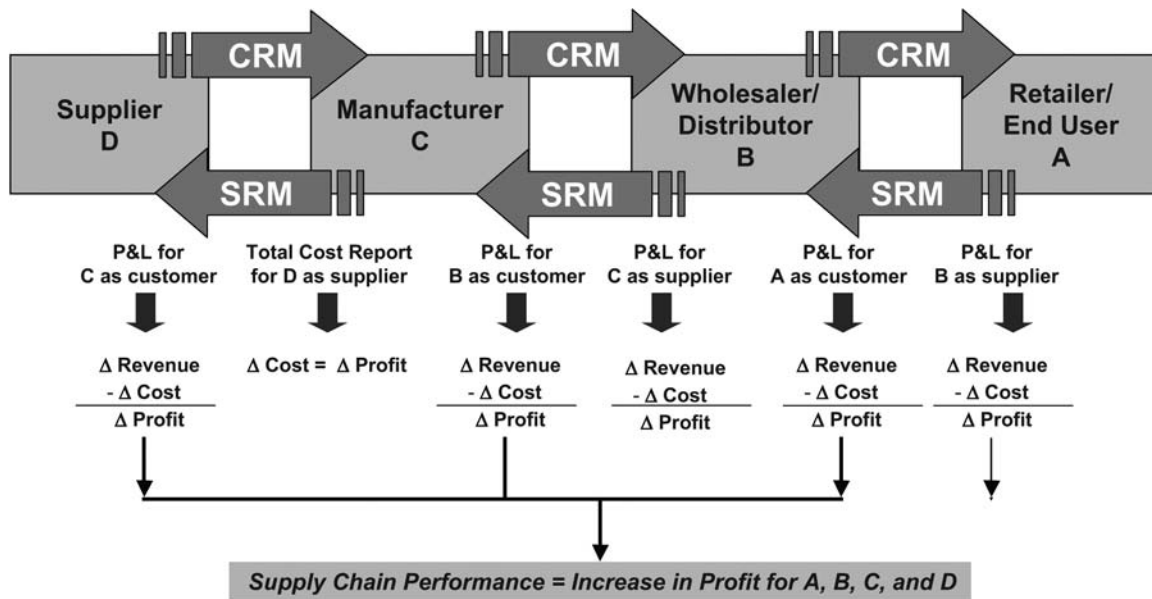 CRM
CRM
CRM
Supplier
D
Manufacturer
C
Wholesaler/
Distributor
B
Retailer/
End User
A
SRM
SRM
SRM
P&L for
C as customer
Total Cost Report
for D as supplier
P&L for
B as customer
P&L for
C as supplier
P&L for
A as customer
P&L for
B as supplier
Δ Revenue
- Δ Cost
Δ Profit
Δ Cost = Δ Profit
Δ Revenue
- Δ Cost
Δ Profit
Δ Revenue
- Δ Cost
Δ Profit
Δ Revenue
- Δ Cost
Δ Profit
Δ Revenue
- Δ Cost
Δ Profit
Supply Chain Performance = Increase in Profit for A, B, C, and D